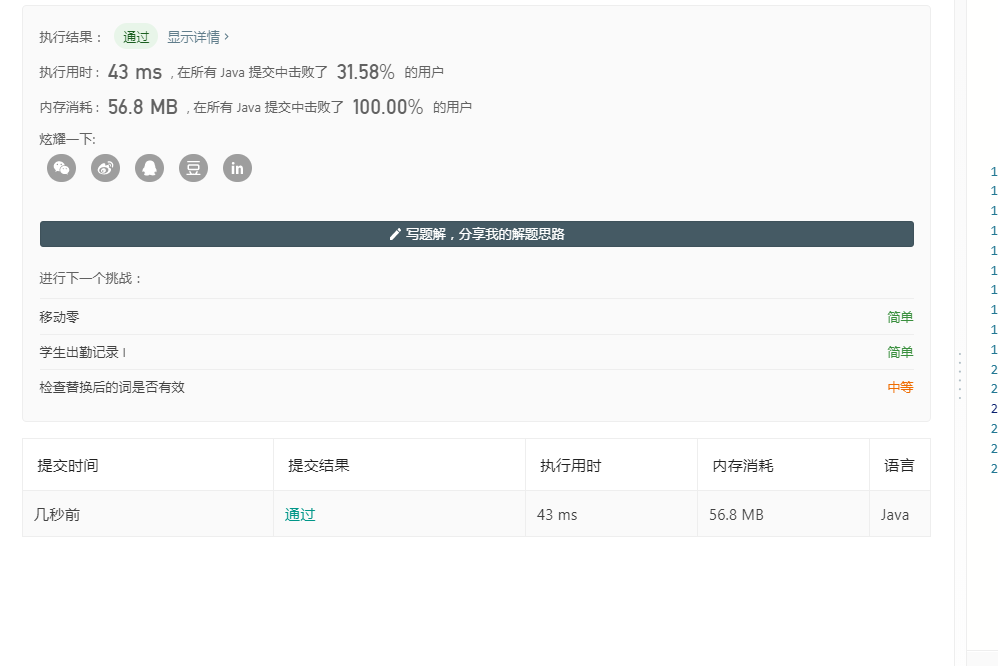 执行结果： 通过 显示详情 ›
执行用时 : 43 ms , 在所有 Java 提交中击败了 31.58% 的用户
内存消耗 : 56.8 MB , 在所有 Java 提交中击败了 100.00% 的用户
炫耀一下:
豆 in
写题解，分享我的解题思路
进行下一个挑战：
移动零 简单
学生出勤记录 I 简单
检查替换后的词是否有效 中等
提交时间 提交结果 执行用时 内存消耗 语言
几秒前 通过 43 ms 56.8 MB Java
1
1
1
1
1
1
1
1
1
1
2
2
2
2
2
2